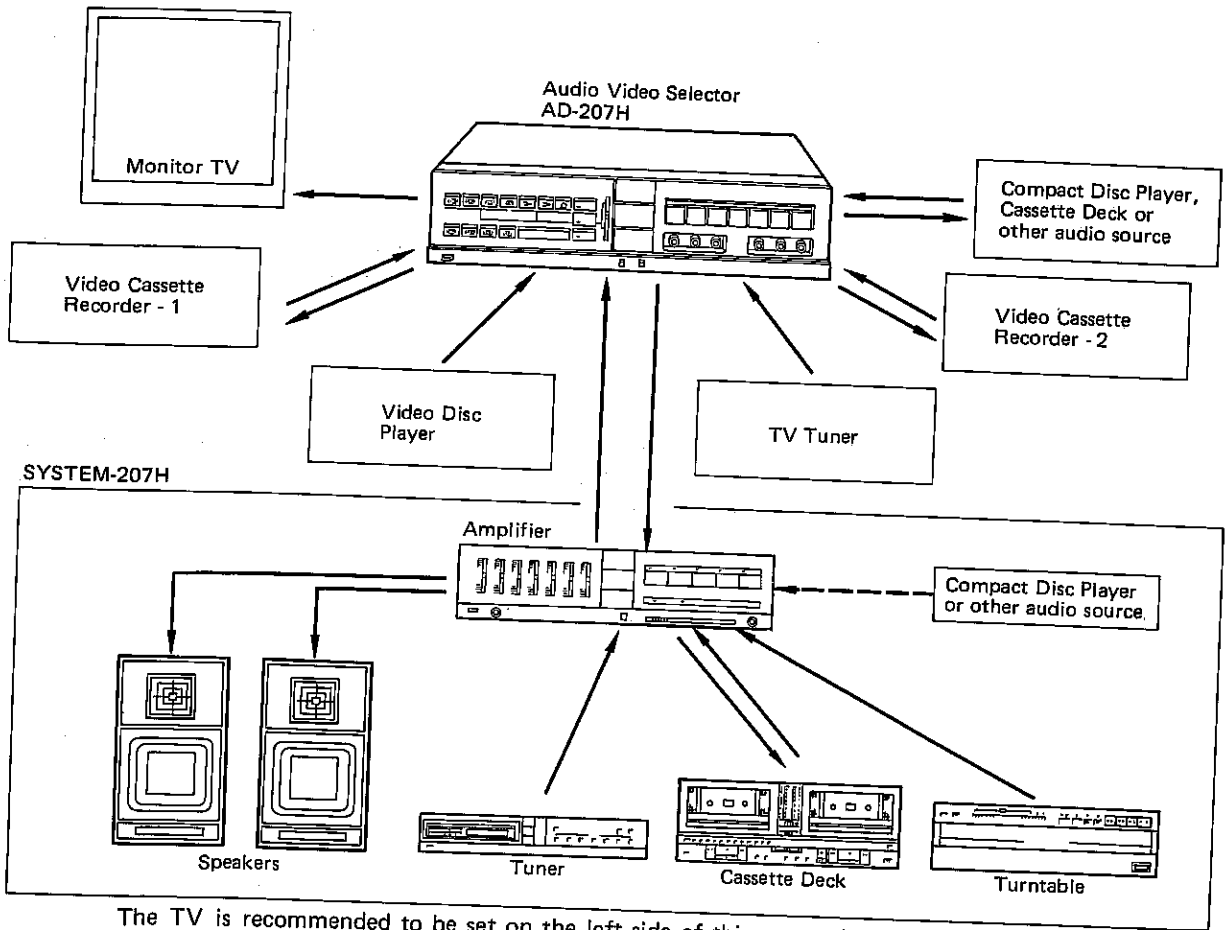 Audio Video Selector
AD-207H
Monitor TV
Compact Disc Player,
Cassette Deck or
other audio source
Video Cassette
Recorder - 1
Video Cassette
Recorder - 2
Video Disc
Player
TV Tuner
SYSTEM-207H
Amplifier
Compact Disc Player
or other audio source.
Speakers
Tuner
Cassette Deck
Turntable
The TV is recommended to be set on the left side of this